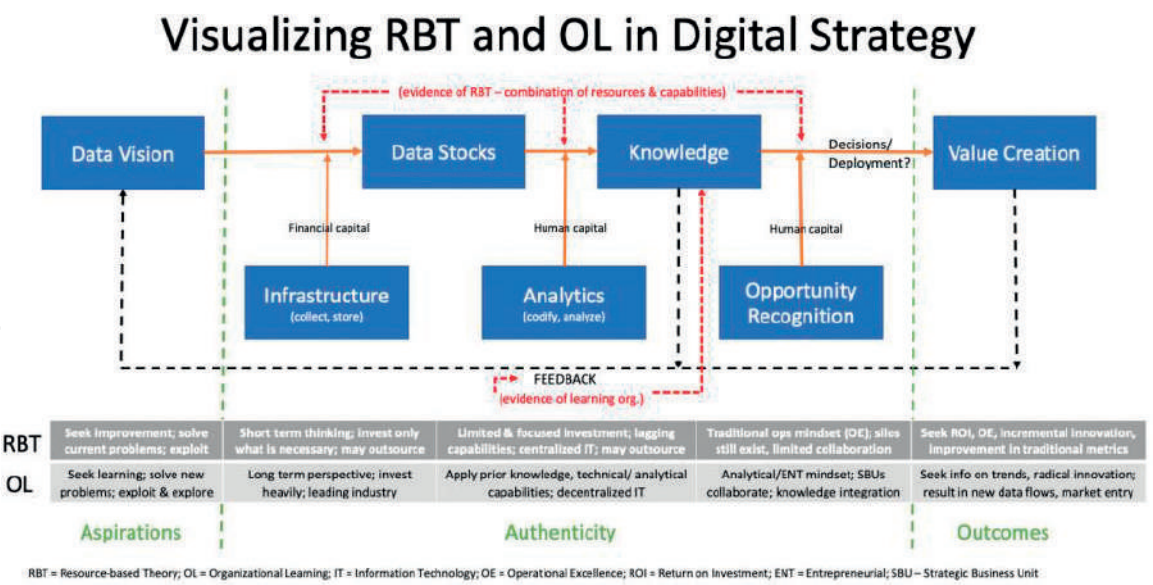 Visualizing RBT and OL in Digital Strategy
(evidence of RBT – combination of resources & capabilities)
Data Vision
Data Stocks
Knowledge
Decisions/
Deployment?
Value Creation
Financial capital
Human capital
Human capital
Infrastructure
(collect, store)
Analytics
(codify, analyze)
Opportunity
Recognition
FEEDBACK
(evidence of learning org.)
RBT
Seek improvement; solve
current problems; exploit
Short term thinking; invest only
what is necessary; may outsource
Limited & focused investment; lagging
capabilities; centralized IT; may outsource
Traditional ops mindset (OE); silos
still exist, limited collaboration
Seek ROI, OE, incremental innovation,
improvement in traditional metrics
OL
Seek learning; solve new
problems; exploit & explore
Long term perspective; invest
heavily; leading industry
Apply prior knowledge, technical/ analytical
capabilities; decentralized IT
Analytical/ENT mindset; SBUs
collaborate; knowledge integration
Seek info on trends, radical innovation;
result in new data flows, market entry
Aspirations
Authenticity
Outcomes
RBT = Resource-based Theory; OL = Organizational Learning; IT = Information Technology; OE = Operational Excellence; ROI = Return on Investment; ENT = Entrepreneurial; SBU – Strategic Business Unit